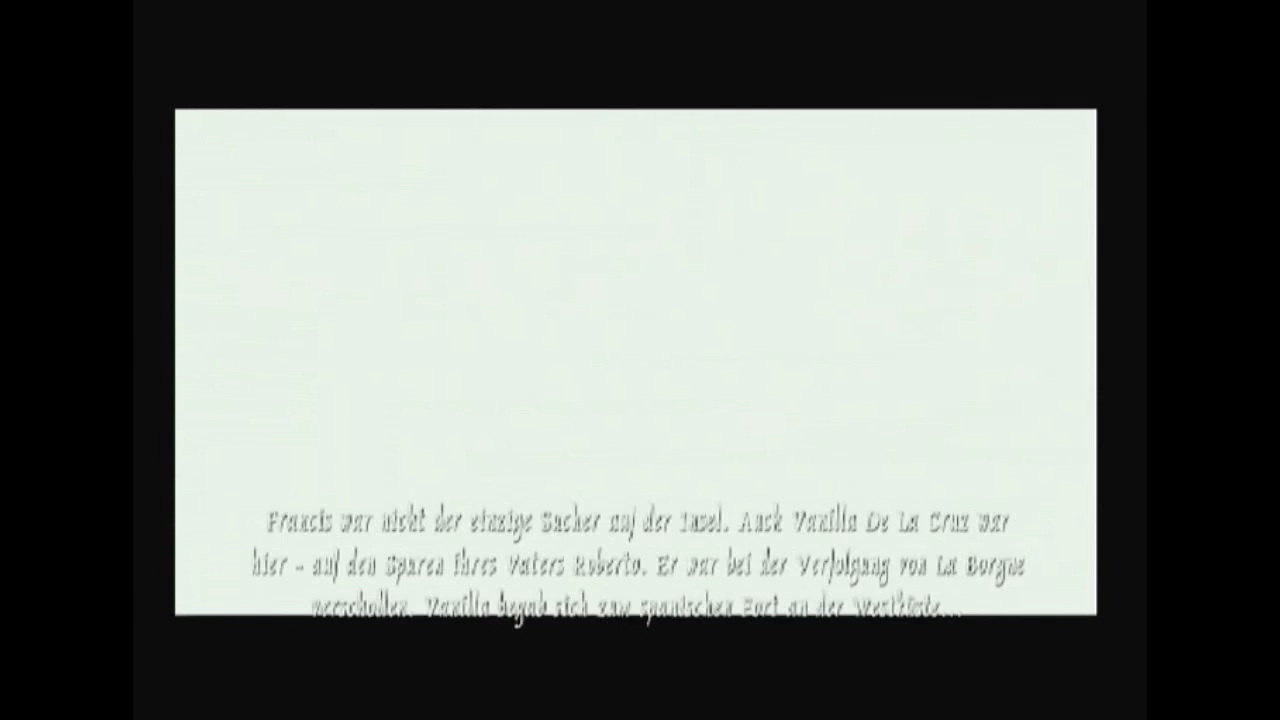 Francis war nicht der einzige Sucher auf der Insel. Auch Vanilla De La Cruz war
hier - auf den Spuren ihres Vaters Roberto. Er war bei der Verfolgung von La Borgne
verschollen. Vanilla begab sich zum spanischen Fort an der Westküste...